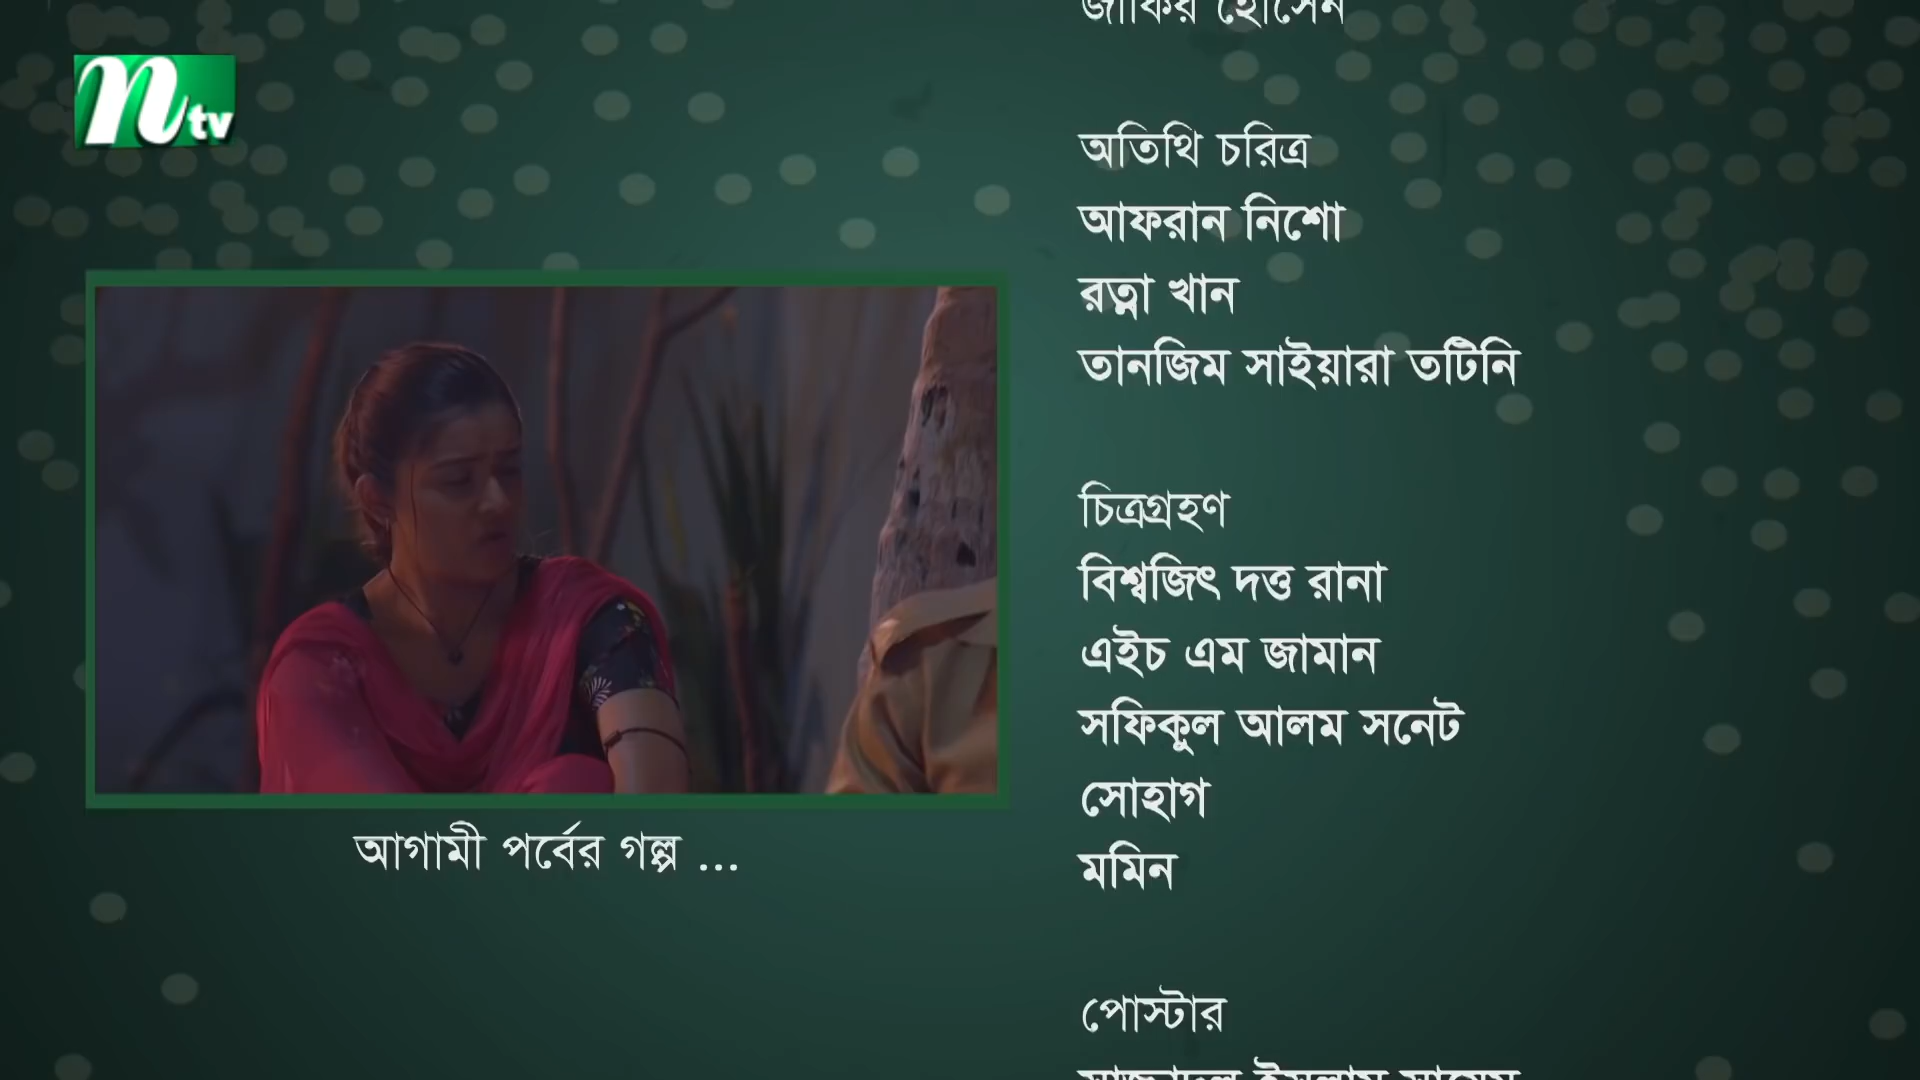 জাকির হোসেন
ntv
অতিথি চরিত্র
আফরান নিশো
রত্না খান
তানজিম সাইয়ারা তটিনি
চিত্রগ্রহণ
বিশ্বজিৎ দত্ত রানা
এইচ এম জামান
সফিকুল আলম সনেট
সোহাগ
মমিন
আগামী পর্বের গল্প ...
পোস্টার